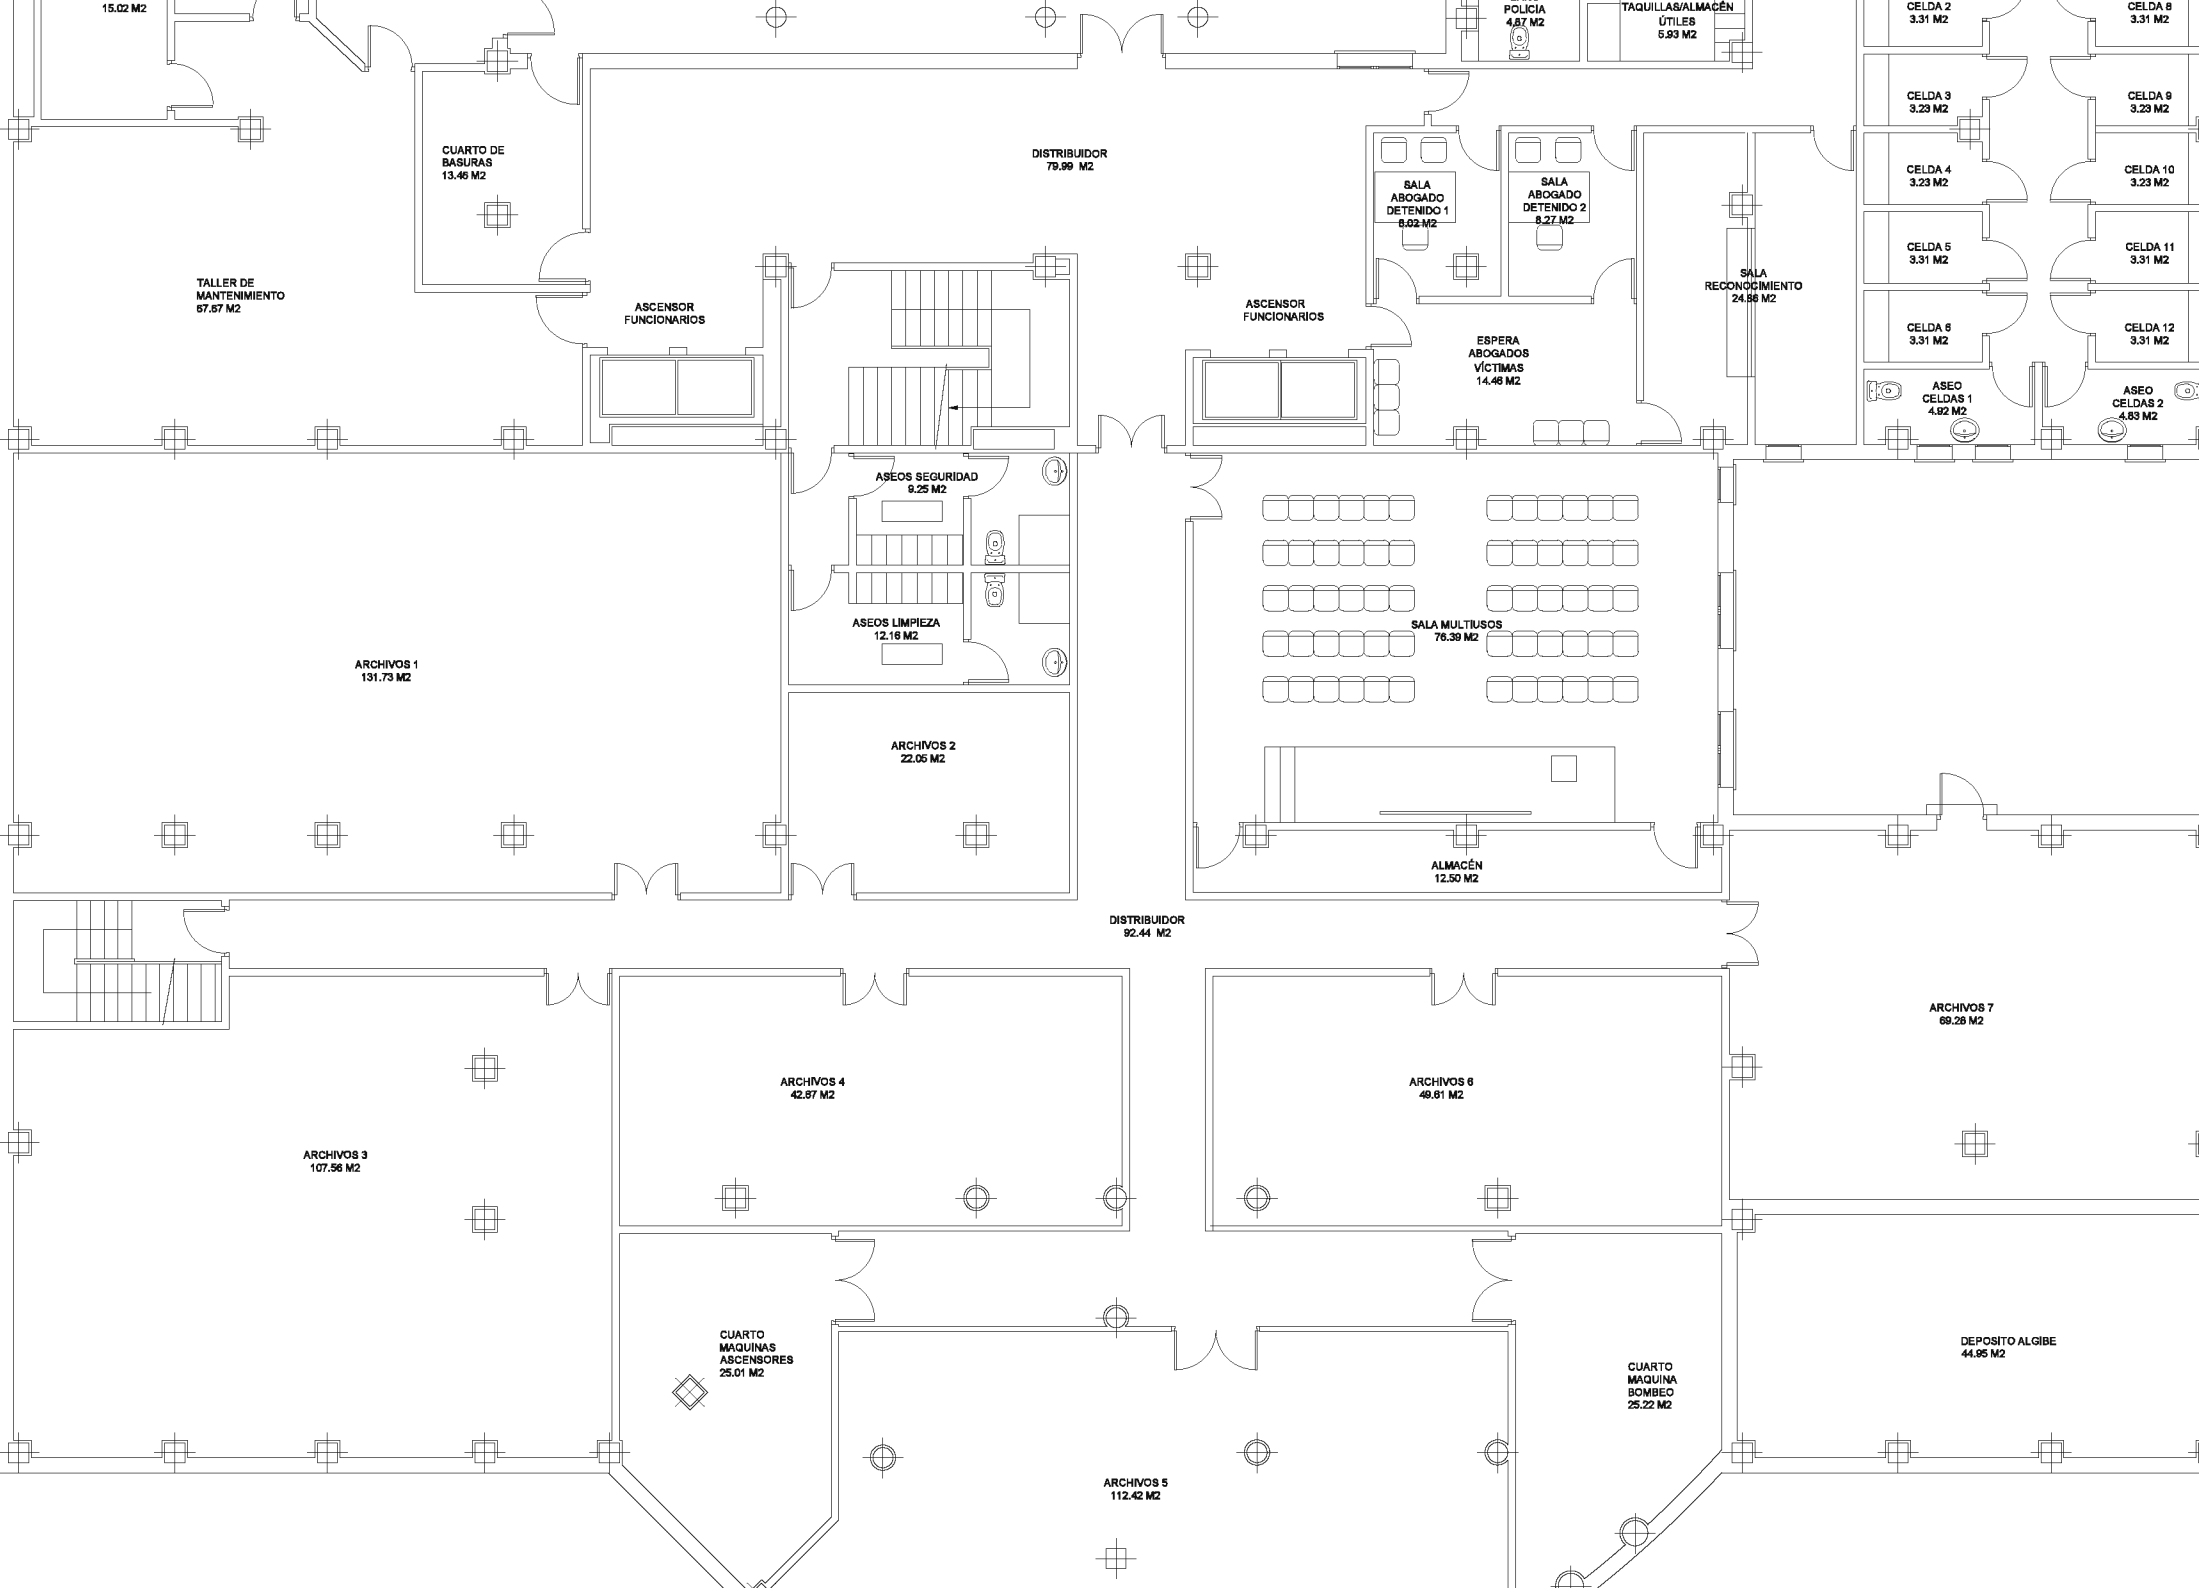 15.02 M2
POLICÍA
4.67 M2
TAQUILLAS/ALMACÉN
ÚTILES
5.93 M2
CELDA 2
3.31 M2
CELDA 8
3.31 M2
CELDA 3
3.23 M2
CELDA 9
3.23 M2
CUARTO DE
BASURAS
13.46 M2
DISTRIBUIDOR
79.99 M2
SALA
ABOGADO
DETENIDO 1
8.02 M2
SALA
ABOGADO
DETENIDO 2
8.27 M2
CELDA 4
3.23 M2
CELDA 10
3.23 M2
CELDA 5
3.31 M2
CELDA 11
3.31 M2
TALLER DE
MANTENIMIENTO
67.67 M2
ASCENSOR
FUNCIONARIOS
ASCENSOR
FUNCIONARIOS
SALA
RECONOCIMIENTO
24.66 M2
CELDA 6
3.31 M2
CELDA 12
3.31 M2
ESPERA
ABOGADOS
VÍCTIMAS
14.46 M2
ASEO
CELDAS 1
4.92 M2
ASEO
CELDAS 2
4.83 M2
ASEOS SEGURIDAD
9.25 M2
ASEOS LIMPIEZA
12.16 M2
SALA MULTIUSOS
76.39 M2
ARCHIVOS 1
131.73 M2
ARCHIVOS 2
22.05 M2
ALMACÉN
12.50 M2
DISTRIBUIDOR
92.44 M2
ARCHIVOS 7
69.28 M2
ARCHIVOS 4
42.67 M2
ARCHIVOS 6
49.61 M2
ARCHIVOS 3
107.56 M2
CUARTO
MAQUINAS
ASCENSORES
25.01 M2
DEPOSITO ALGIBE
44.95 M2
CUARTO
MAQUINA
BOMBEO
25.22 M2
ARCHIVOS 5
112.42 M2